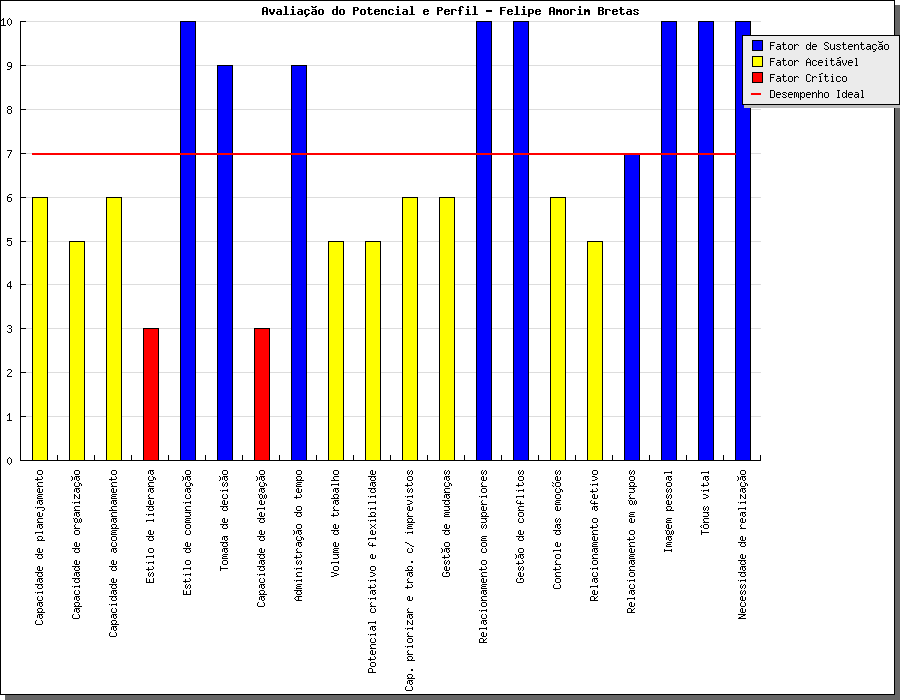 Avaliação do Potencial e Perfil - Felipe Amorim Bretas
10
9
8
7
6
5
4
3
2
1
0
Fator de Sustentação
Fator Aceitável
Fator Crítico
Desempenho Ideal
Capacidade de planejamento
Capacidade de organização
Capacidade de acompanhamento
Estilo de liderança
Estilo de comunicação
Tomada de decisão
Capacidade de delegação
Administração do tempo
Volume de trabalho
Potencial criativo e flexibilidade
Cap. priorizar e trab. c/ imprevistos
Gestão de mudanças
Relacionamento com superiores
Gestão de conflitos
Controle das emoções
Relacionamento afetivo
Relacionamento em grupos
Imagem pessoal
Tônus vital
Necessidade de realização